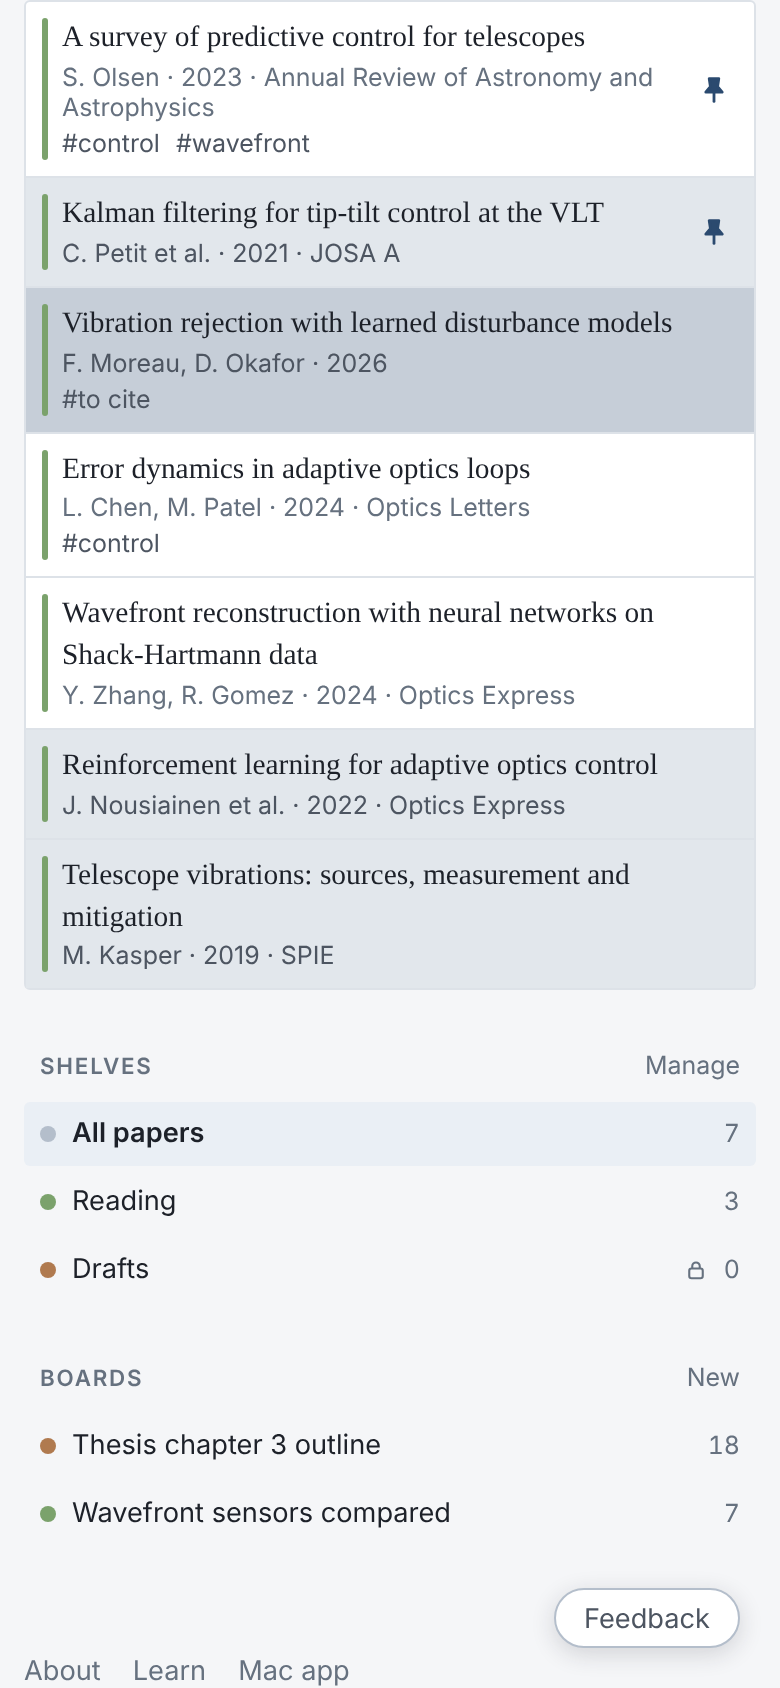 A survey of predictive control for telescopes
S. Olsen · 2023 · Annual Review of Astronomy and
Astrophysics
#control #wavefront
Kalman filtering for tip-tilt control at the VLT
C. Petit et al. · 2021 · JOSA A
Vibration rejection with learned disturbance models
F. Moreau, D. Okafor · 2026
#to cite
Error dynamics in adaptive optics loops
L. Chen, M. Patel · 2024 · Optics Letters
#control
Wavefront reconstruction with neural networks on
Shack-Hartmann data
Y. Zhang, R. Gomez · 2024 · Optics Express
Reinforcement learning for adaptive optics control
J. Nousiainen et al. · 2022 · Optics Express
Telescope vibrations: sources, measurement and
mitigation
M. Kasper · 2019 · SPIE
SHELVES Manage
All papers 7
Reading 3
Drafts 0
BOARDS New
Thesis chapter 3 outline 18
Wavefront sensors compared 7
Feedback
About Learn Mac app